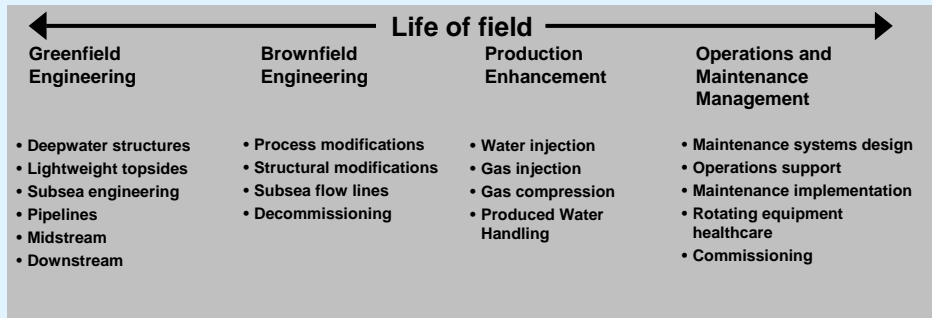 Life of field
Greenfield
Engineering
• Deepwater structures
• Lightweight topsides
• Subsea engineering
• Pipelines
• Midstream
• Downstream
Brownfield
Engineering
• Process modifications
• Structural modifications
• Subsea flow lines
• Decommissioning
Production
Enhancement
• Water injection
• Gas injection
• Gas compression
• Produced Water
Handling
Operations and
Maintenance
Management
• Maintenance systems design
• Operations support
• Maintenance implementation
• Rotating equipment
healthcare
• Commissioning